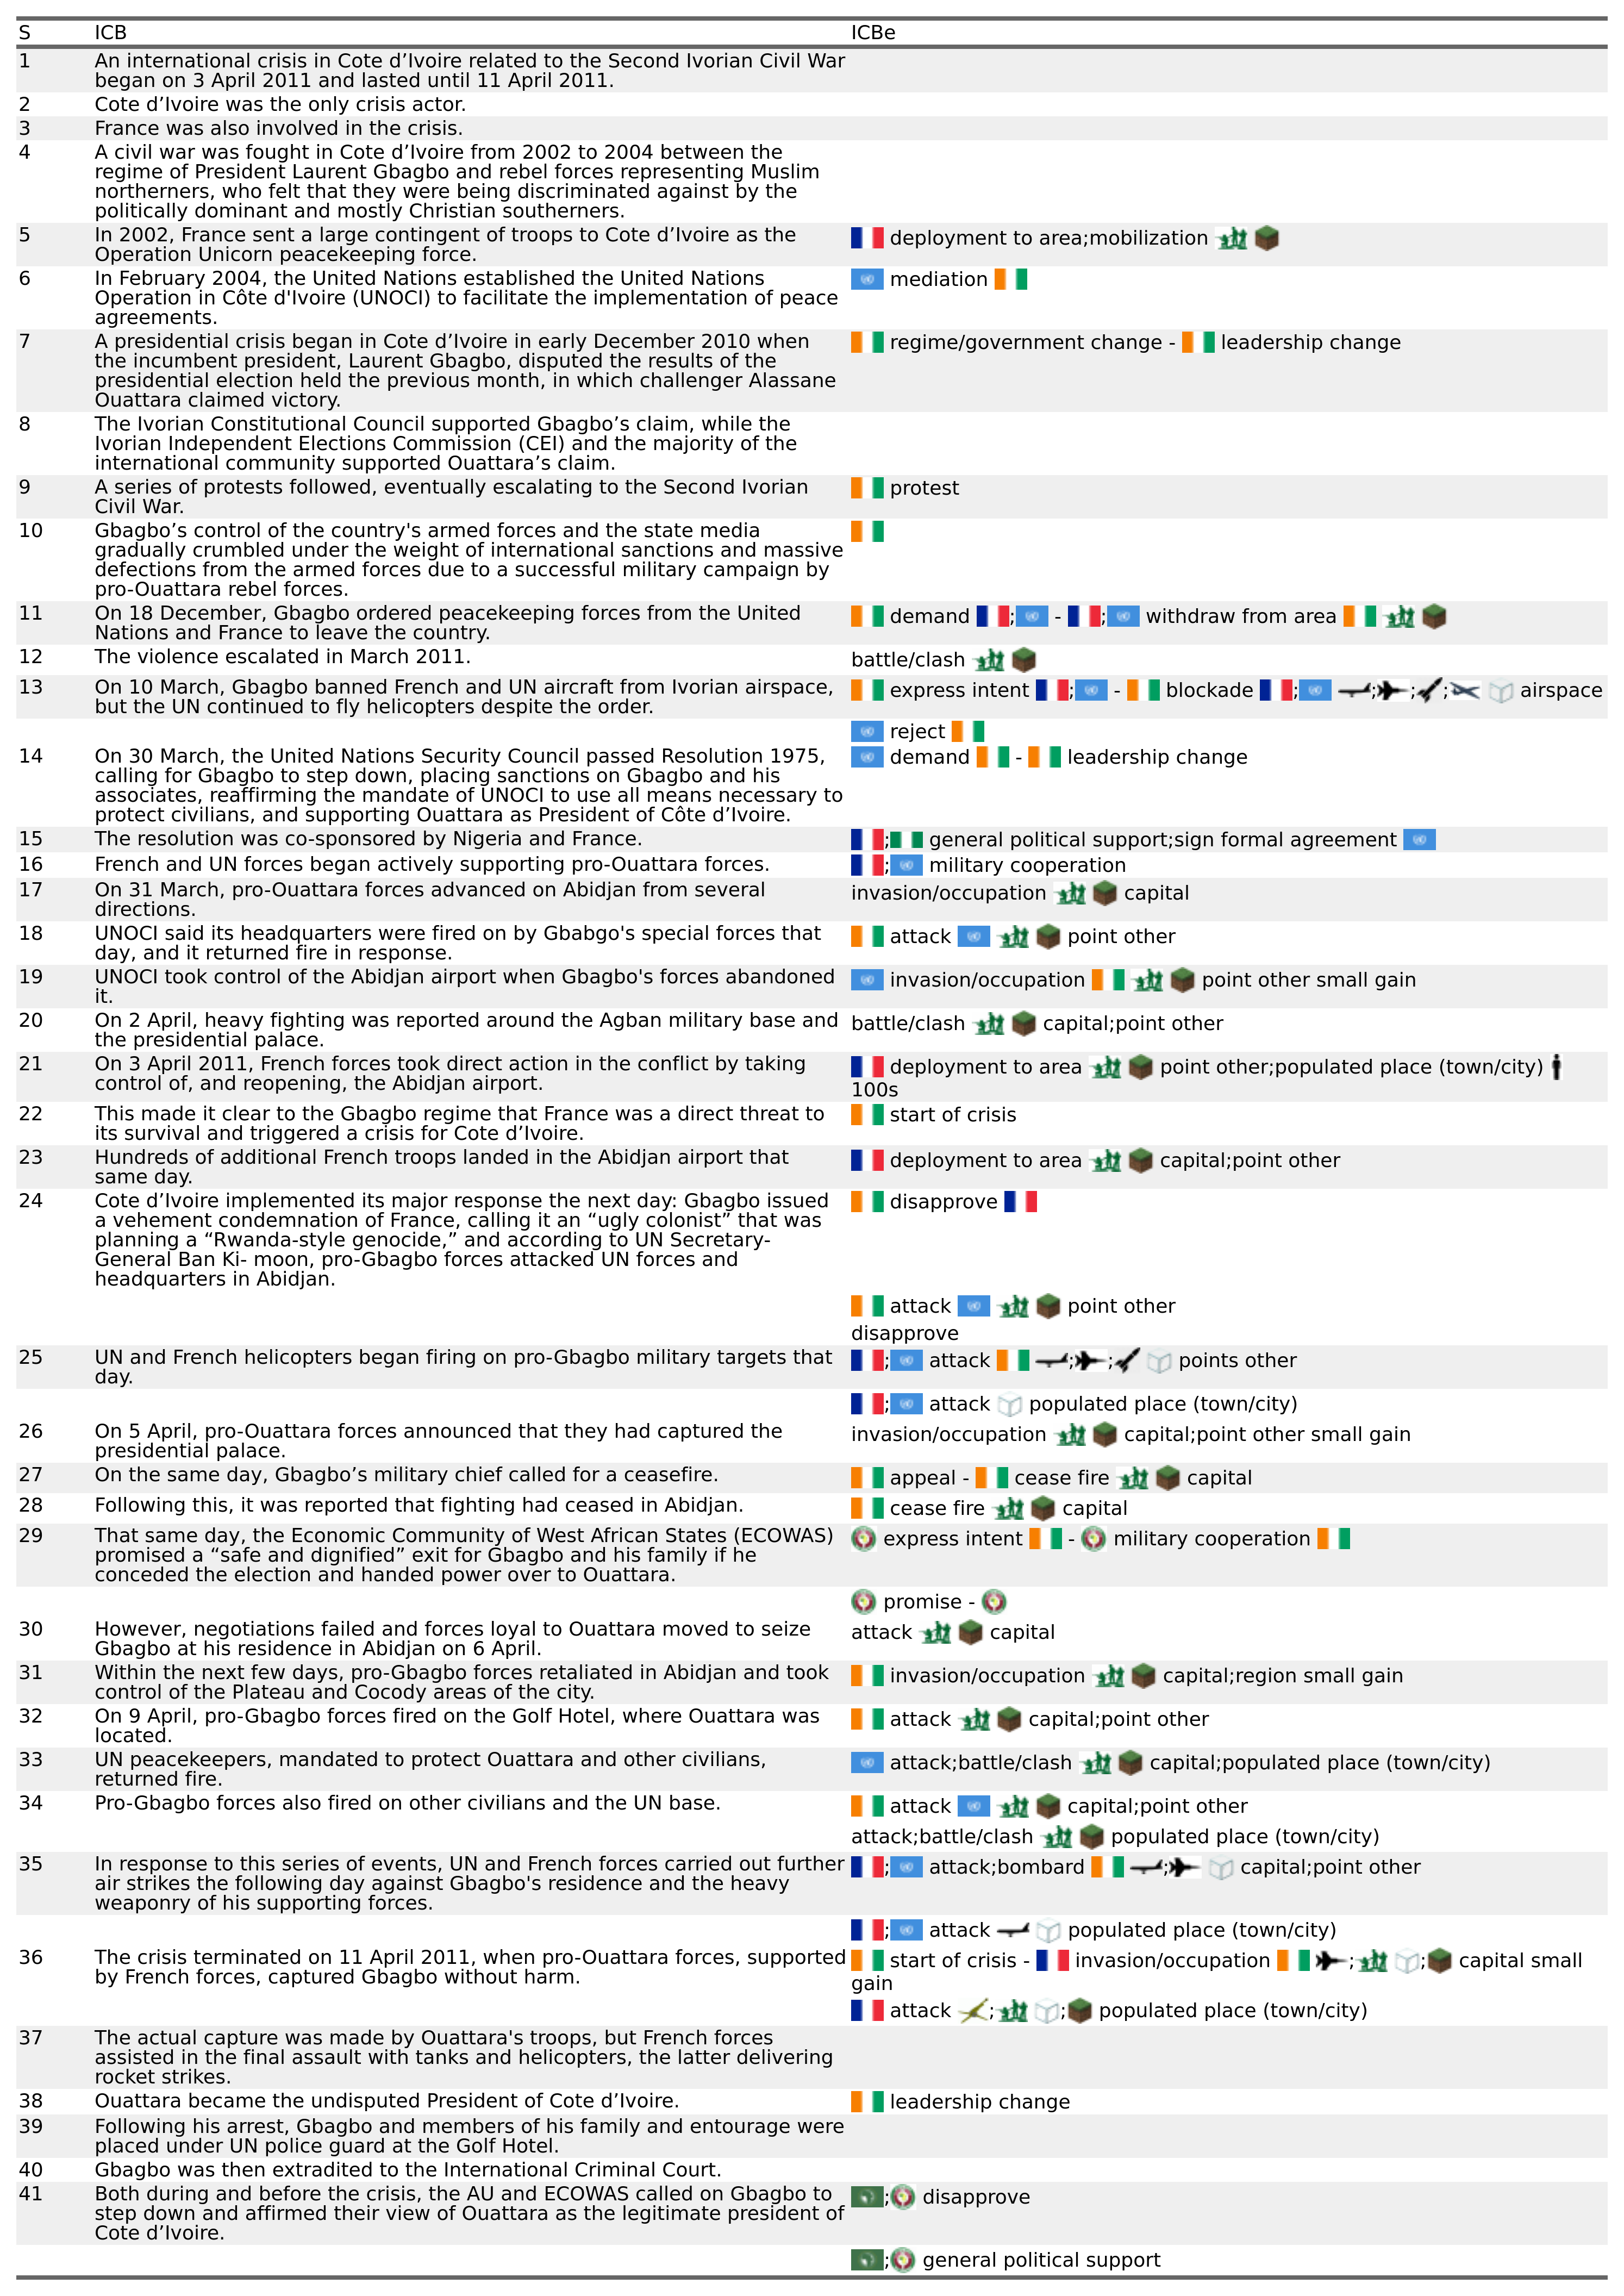 S ICB ICBe
1 An international crisis in Cote d’Ivoire related to the Second Ivorian Civil War
began on 3 April 2011 and lasted until 11 April 2011.
2 Cote d’Ivoire was the only crisis actor.
3 France was also involved in the crisis.
4 A civil war was fought in Cote d’Ivoire from 2002 to 2004 between the
regime of President Laurent Gbagbo and rebel forces representing Muslim
northerners, who felt that they were being discriminated against by the
politically dominant and mostly Christian southerners.
5 In 2002, France sent a large contingent of troops to Cote d’Ivoire as the
Operation Unicorn peacekeeping force.
deployment to area;mobilization
6 In February 2004, the United Nations established the United Nations
Operation in Côte d'Ivoire (UNOCI) to facilitate the implementation of peace
agreements.
mediation
7 A presidential crisis began in Cote d’Ivoire in early December 2010 when
the incumbent president, Laurent Gbagbo, disputed the results of the
presidential election held the previous month, in which challenger Alassane
Ouattara claimed victory.
regime/government change - leadership change
8 The Ivorian Constitutional Council supported Gbagbo’s claim, while the
Ivorian Independent Elections Commission (CEI) and the majority of the
international community supported Ouattara’s claim.
9 A series of protests followed, eventually escalating to the Second Ivorian
Civil War.
protest
10 Gbagbo’s control of the country's armed forces and the state media
gradually crumbled under the weight of international sanctions and massive
defections from the armed forces due to a successful military campaign by
pro-Ouattara rebel forces.
11 On 18 December, Gbagbo ordered peacekeeping forces from the United
Nations and France to leave the country.
demand ; - ; withdraw from area
12 The violence escalated in March 2011.
battle/clash
13 On 10 March, Gbagbo banned French and UN aircraft from Ivorian airspace,
but the UN continued to fly helicopters despite the order.
express intent ; - blockade ; ; ; ; airspace
reject
14 On 30 March, the United Nations Security Council passed Resolution 1975,
calling for Gbagbo to step down, placing sanctions on Gbagbo and his
associates, reaffirming the mandate of UNOCI to use all means necessary to
protect civilians, and supporting Ouattara as President of Côte d’Ivoire.
demand - leadership change
15 The resolution was co-sponsored by Nigeria and France.
; general political support;sign formal agreement
16 French and UN forces began actively supporting pro-Ouattara forces.
; military cooperation
17 On 31 March, pro-Ouattara forces advanced on Abidjan from several
directions.
invasion/occupation capital
18 UNOCI said its headquarters were fired on by Gbabgo's special forces that
day, and it returned fire in response.
attack point other
19 UNOCI took control of the Abidjan airport when Gbagbo's forces abandoned
it.
invasion/occupation point other small gain
20 On 2 April, heavy fighting was reported around the Agban military base and
the presidential palace.
battle/clash capital;point other
21 On 3 April 2011, French forces took direct action in the conflict by taking
control of, and reopening, the Abidjan airport.
deployment to area point other;populated place (town/city)
100s
22 This made it clear to the Gbagbo regime that France was a direct threat to
its survival and triggered a crisis for Cote d’Ivoire.
start of crisis
23 Hundreds of additional French troops landed in the Abidjan airport that
same day.
deployment to area capital;point other
24 Cote d’Ivoire implemented its major response the next day: Gbagbo issued
a vehement condemnation of France, calling it an “ugly colonist” that was
planning a “Rwanda-style genocide,” and according to UN Secretary-
General Ban Ki- moon, pro-Gbagbo forces attacked UN forces and
headquarters in Abidjan.
disapprove
attack point other
disapprove
25 UN and French helicopters began firing on pro-Gbagbo military targets that
day.
; attack ; ; points other
; attack populated place (town/city)
26 On 5 April, pro-Ouattara forces announced that they had captured the
presidential palace.
invasion/occupation capital;point other small gain
27 On the same day, Gbagbo’s military chief called for a ceasefire.
appeal - cease fire capital
28 Following this, it was reported that fighting had ceased in Abidjan.
cease fire capital
29 That same day, the Economic Community of West African States (ECOWAS)
promised a “safe and dignified” exit for Gbagbo and his family if he
conceded the election and handed power over to Ouattara.
express intent - military cooperation
promise -
30 However, negotiations failed and forces loyal to Ouattara moved to seize
Gbagbo at his residence in Abidjan on 6 April.
attack capital
31 Within the next few days, pro-Gbagbo forces retaliated in Abidjan and took
control of the Plateau and Cocody areas of the city.
invasion/occupation capital;region small gain
32 On 9 April, pro-Gbagbo forces fired on the Golf Hotel, where Ouattara was
located.
attack capital;point other
33 UN peacekeepers, mandated to protect Ouattara and other civilians,
returned fire.
attack;battle/clash capital;populated place (town/city)
34 Pro-Gbagbo forces also fired on other civilians and the UN base.
attack capital;point other
attack;battle/clash populated place (town/city)
35 In response to this series of events, UN and French forces carried out further
air strikes the following day against Gbagbo's residence and the heavy
weaponry of his supporting forces.
; attack;bombard ; capital;point other
; attack populated place (town/city)
36 The crisis terminated on 11 April 2011, when pro-Ouattara forces, supported
by French forces, captured Gbagbo without harm.
start of crisis - invasion/occupation ; ; capital small
gain
attack ; ; populated place (town/city)
37 The actual capture was made by Ouattara's troops, but French forces
assisted in the final assault with tanks and helicopters, the latter delivering
rocket strikes.
38 Ouattara became the undisputed President of Cote d’Ivoire.
leadership change
39 Following his arrest, Gbagbo and members of his family and entourage were
placed under UN police guard at the Golf Hotel.
40 Gbagbo was then extradited to the International Criminal Court.
41 Both during and before the crisis, the AU and ECOWAS called on Gbagbo to
step down and affirmed their view of Ouattara as the legitimate president of
Cote d’Ivoire.
; disapprove
; general political support